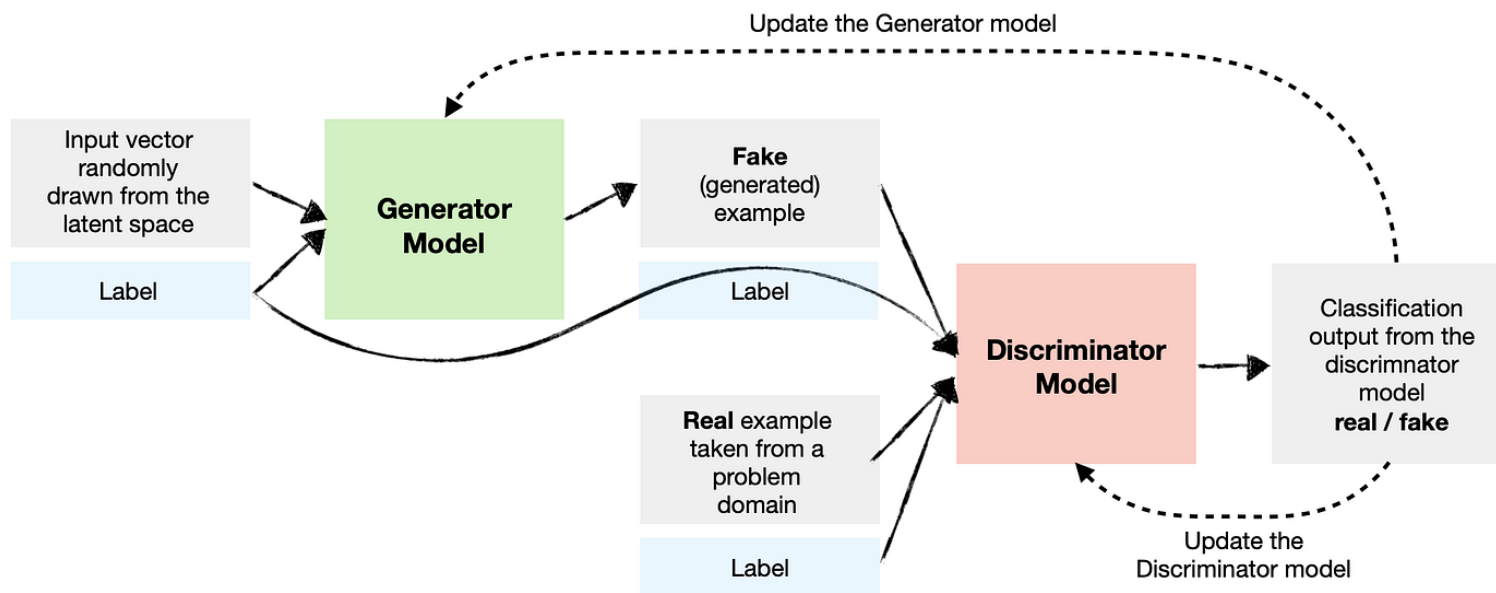 Update the Generator model
Input vector
randomly
drawn from the
latent space
Label
Generator
Model
Fake
(generated)
example
Label
Real example
taken from a
problem
domain
Label
Discriminator
Model
Classification
output from the
discrimnator
model
real / fake
Update the
Discriminator model